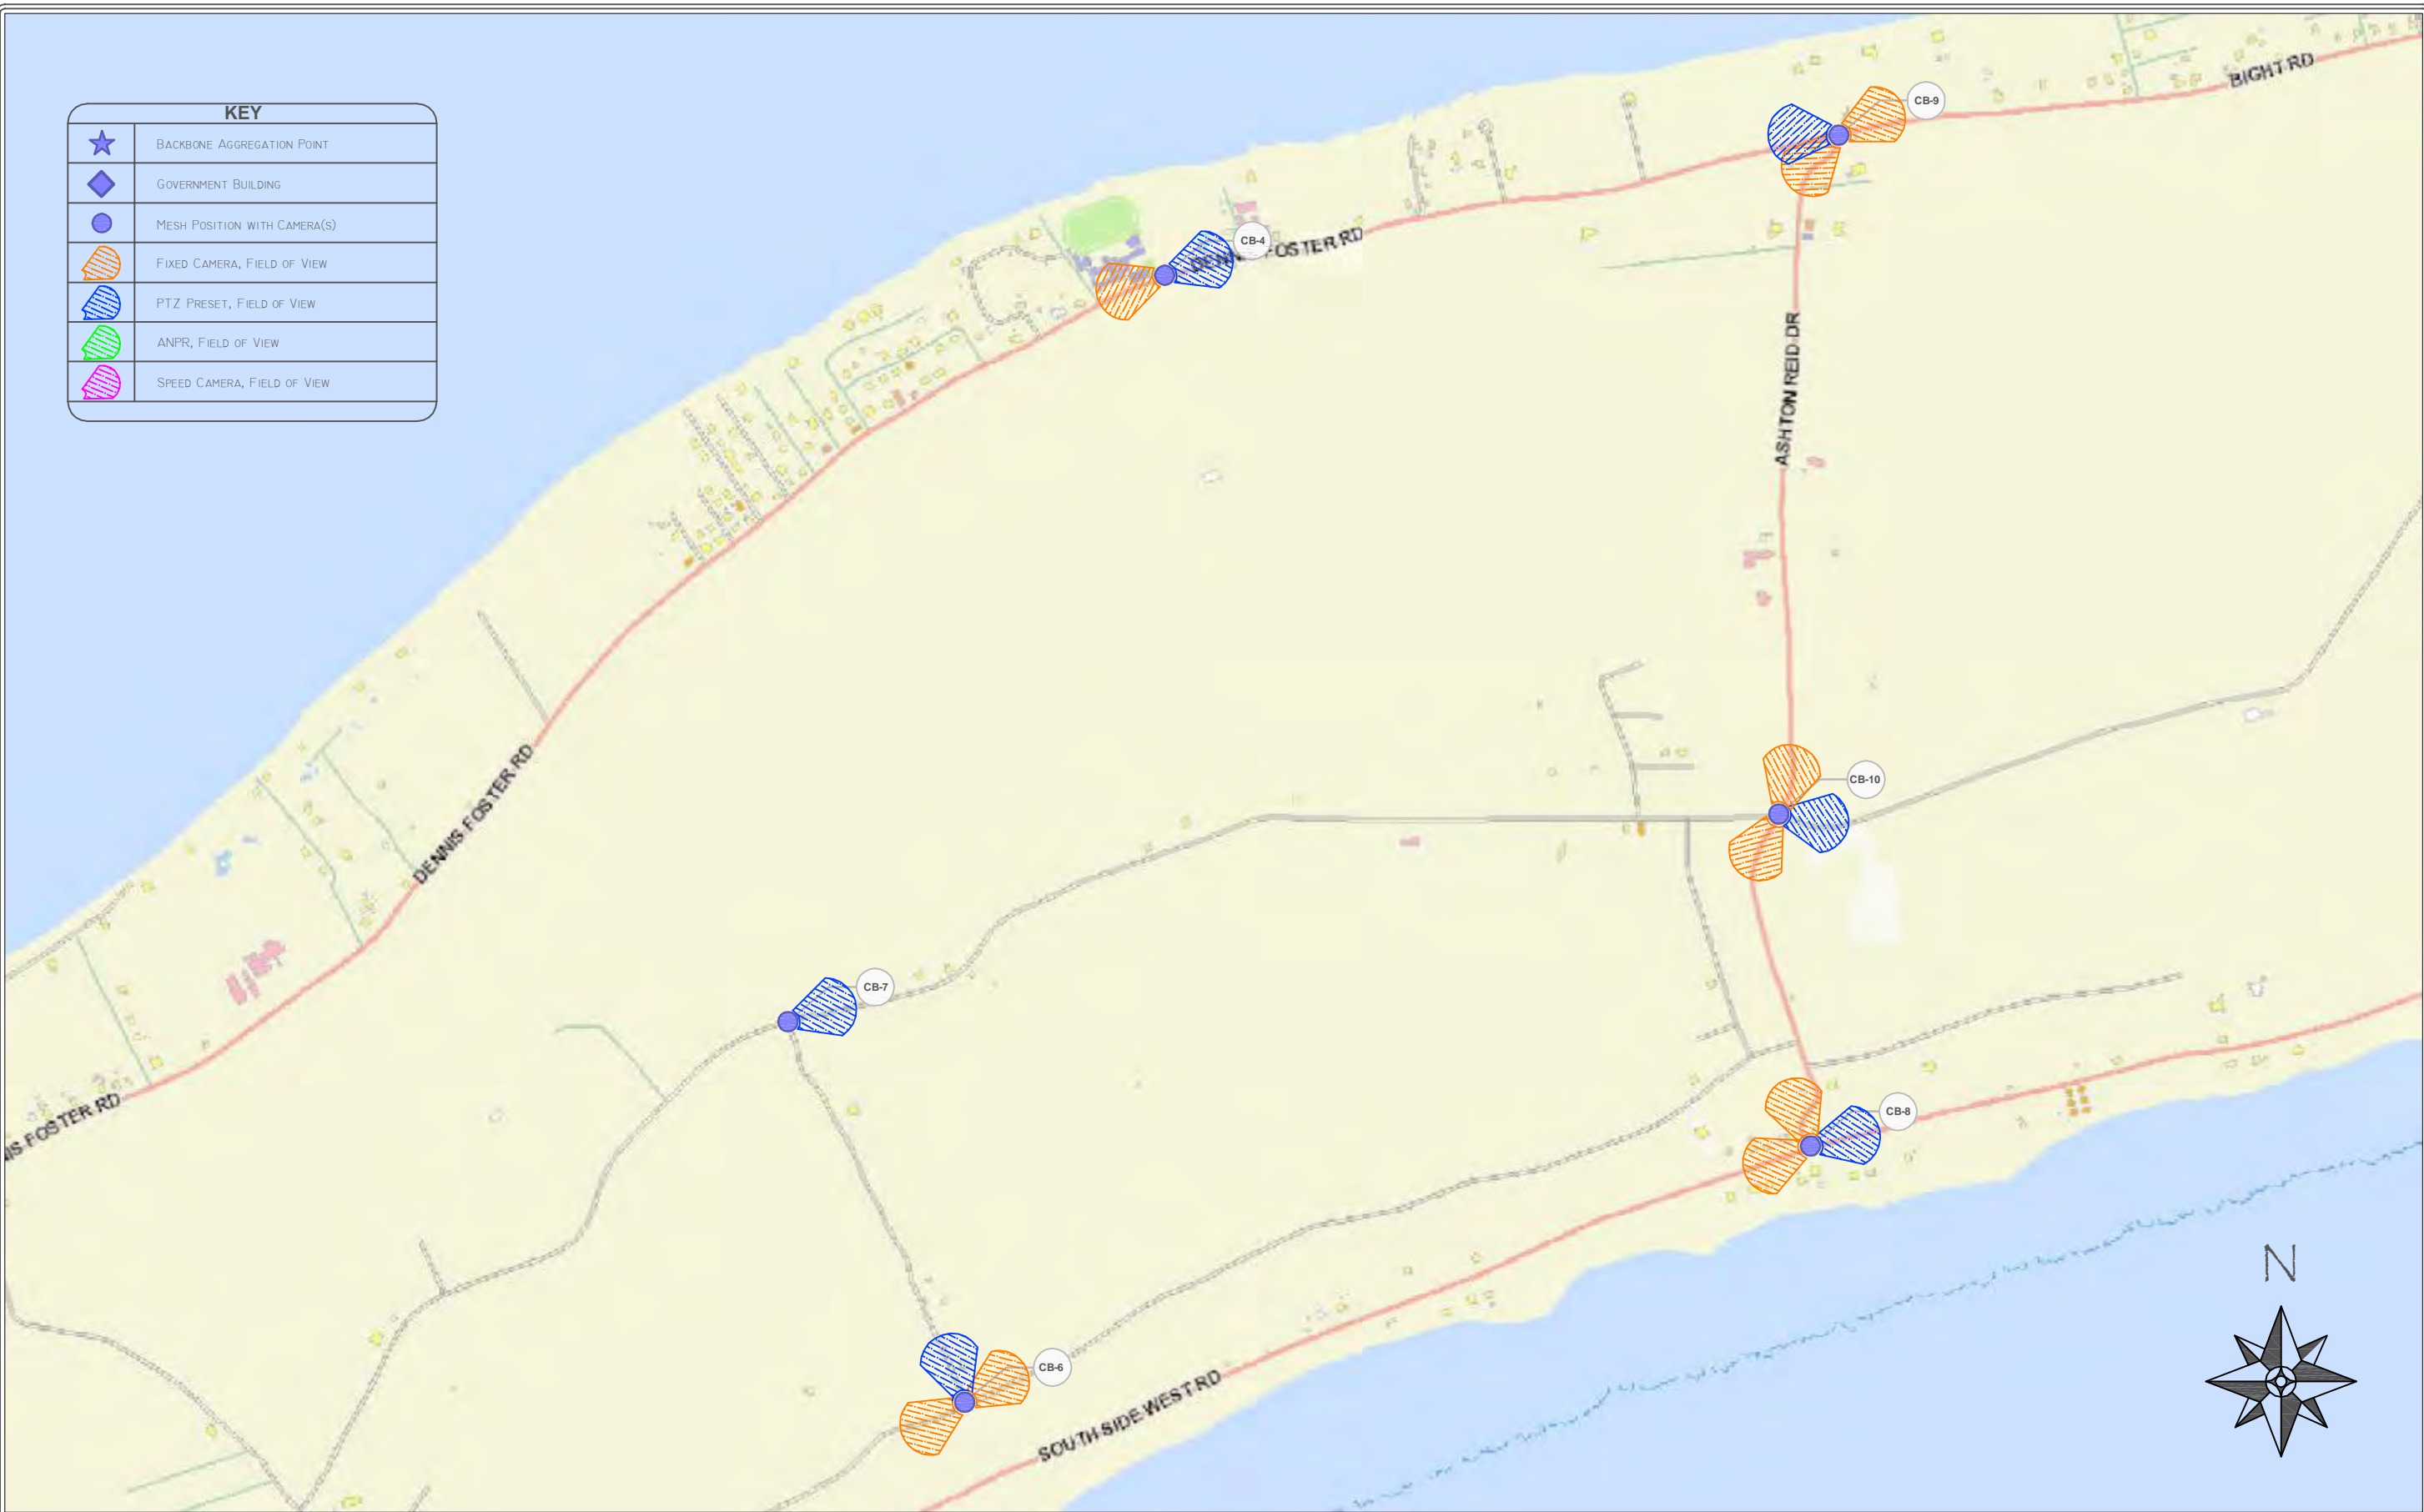 KEY
BACKBONE AGGREGATION POINT
GOVERNMENT BUILDING
MESH POSITION WITH CAMERA(S)
FIXED CAMERA, FIELD OF VIEW
PTZ PRESET, FIELD OF VIEW
ANPR, FIELD OF VIEW
SPEED CAMERA, FIELD OF VIEW
BIGHT RD
CB-9
CB-4
FOSTER RD
ASHTON REID DR
DENNIS FOSTER RD
CB-10
CB-7
NIS FOSTER RD
CB-8
CB-6
SOUTH SIDE WEST RD
N